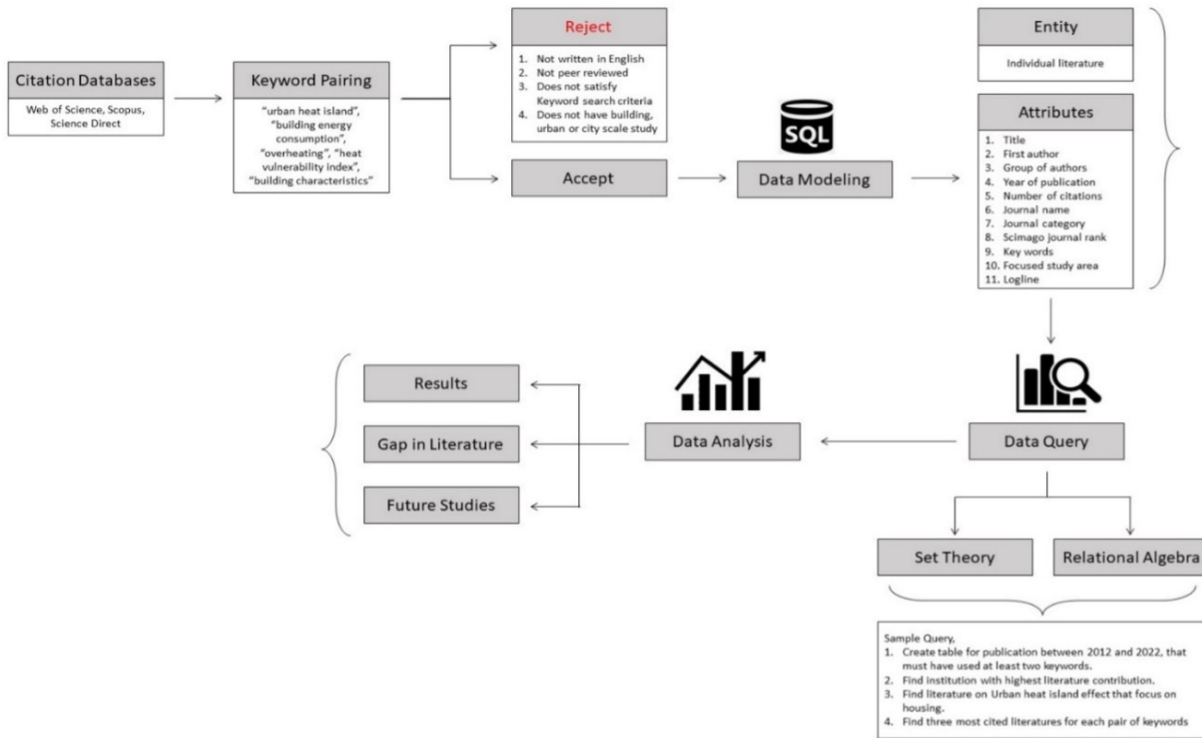 Citation Databases
Web of Science, Scopus,
Science Direct
Keyword Pairing
“urban heat island”,
“building energy
consumption”,
“overheating”, “heat
vulnerability index”,
“building characteristics”
Reject
1. Not written in English
2. Not peer reviewed
3. Does not satisfy
Keyword search criteria
4. Does not have building,
urban or city scale study
Accept
SQL
Data Modeling
Entity
Individual literature
Attributes
1. Title
2. First author
3. Group of authors
4. Year of publication
5. Number of citations
6. Journal name
7. Journal category
8. Scimago journal rank
9. Key words
10. Focused study area
11. Logline
Results
Gap in Literature
Future Studies
Data Analysis
Data Query
Set Theory
Relational Algebra
Sample Query,
1. Create table for publication between 2012 and 2022, that
must have used at least two keywords.
2. Find institution with highest literature contribution.
3. Find literature on Urban heat island effect that focus on
housing.
4. Find three most cited literatures for each pair of keywords